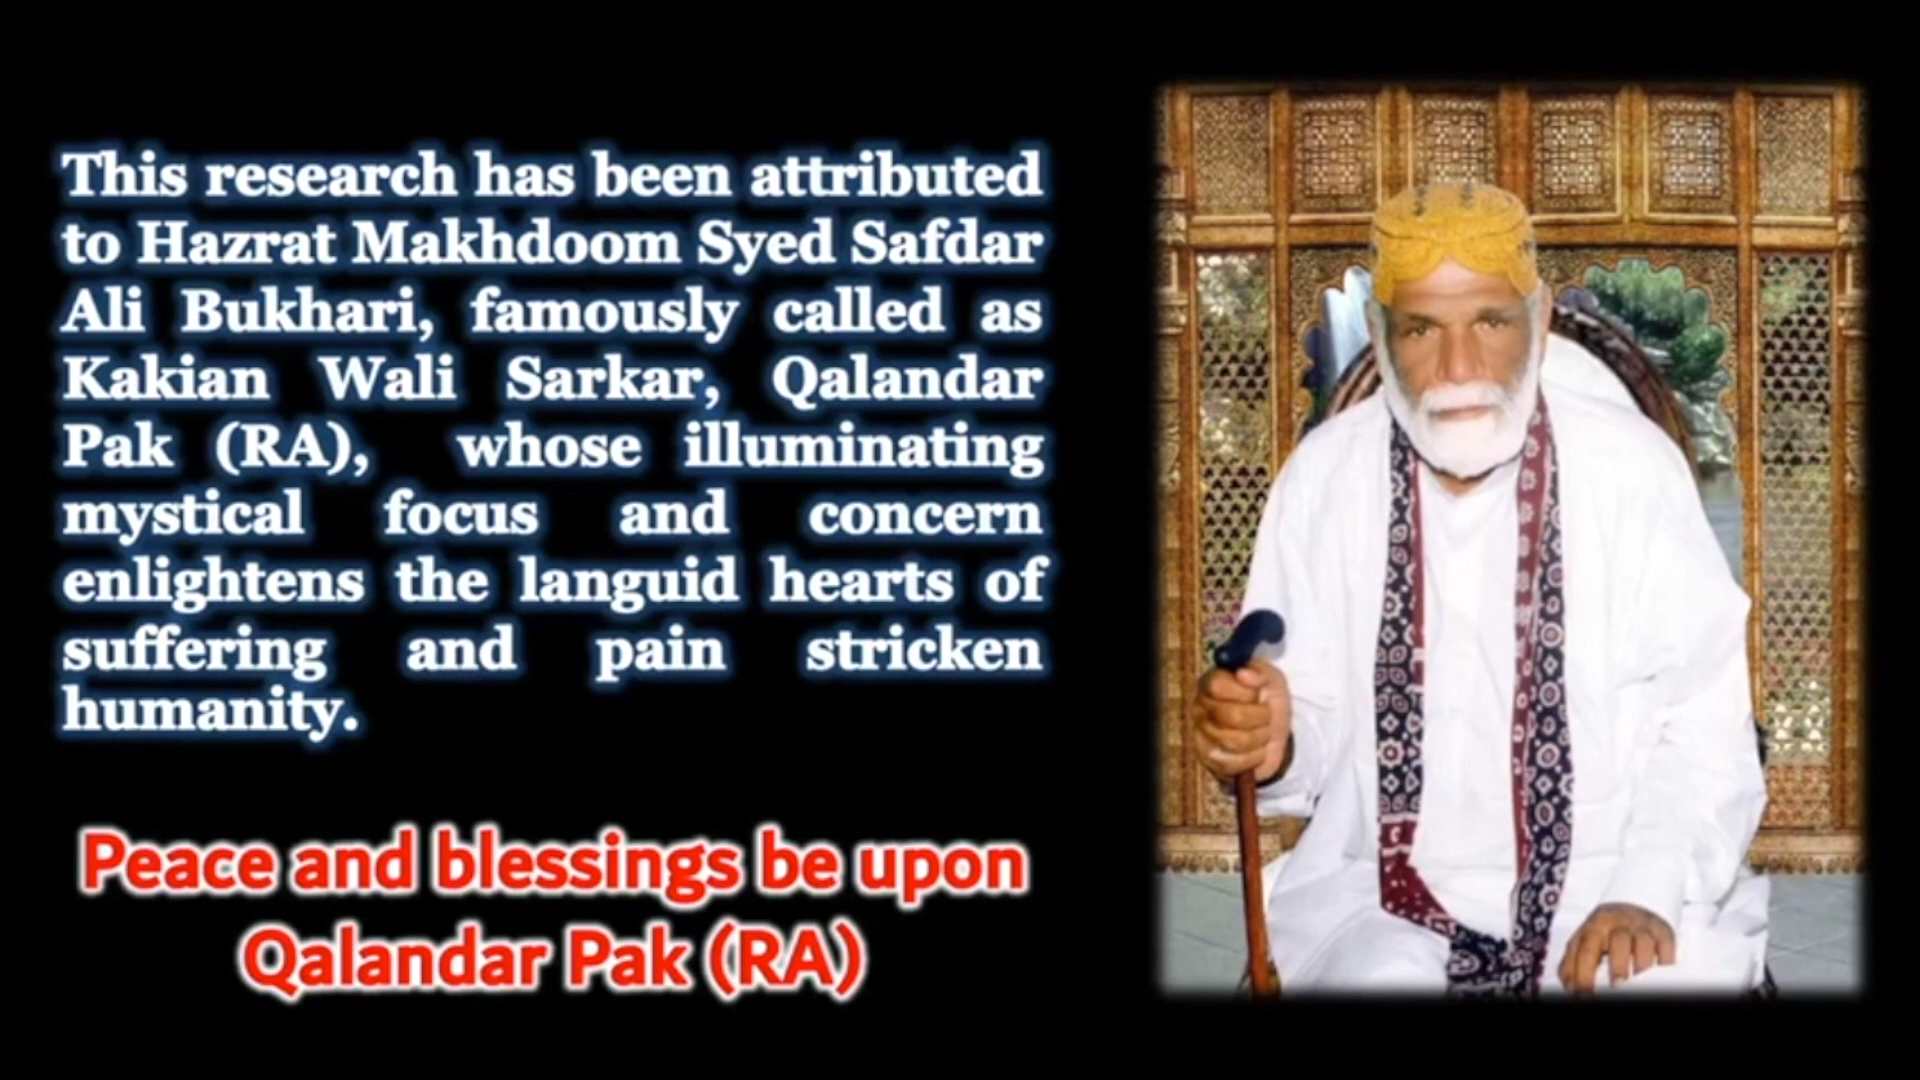 This research has been attributed
to Hazrat Makhdoom Syed Safdar
Ali Bukhari, famously called as
Kakian Wali Sarkar, Qalandar
Pak (RA), whose illuminating
mystical focus and concern
enlightens the languid hearts of
suffering and pain stricken
humanity.
Peace and blessings be upon
Qalandar Pak (RA)